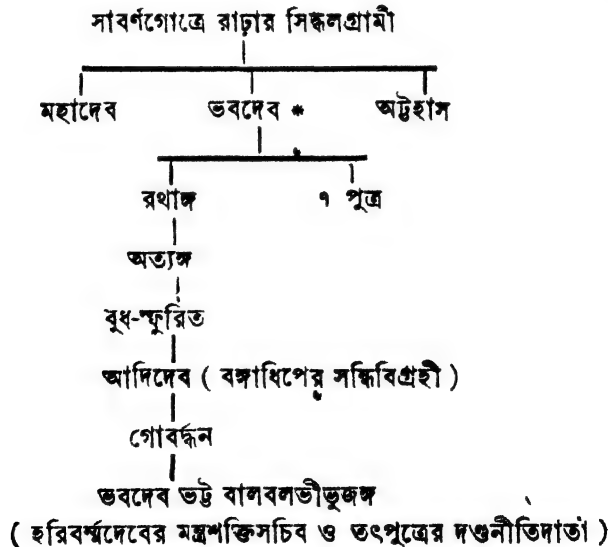 সাবর্ণগোত্রে রাঢ়ার সিদ্ধলগ্রামী
মহাদেব ভবদেব * অট্টহাস
রথাঙ্গ ৭ পুত্র
অত্যঙ্গ
বুধ-স্ফুরিত
আদিদেব ( বঙ্গাধিপের সন্ধিবিগ্রহী )
গোবর্দ্ধন
ভবদেব ভট্ট বালবলভীভুজঙ্গ
( হরিবর্ম্মদেবের মন্ত্রশক্তিসচিব ও তৎপুত্রের দণ্ডনীতিদাতা )